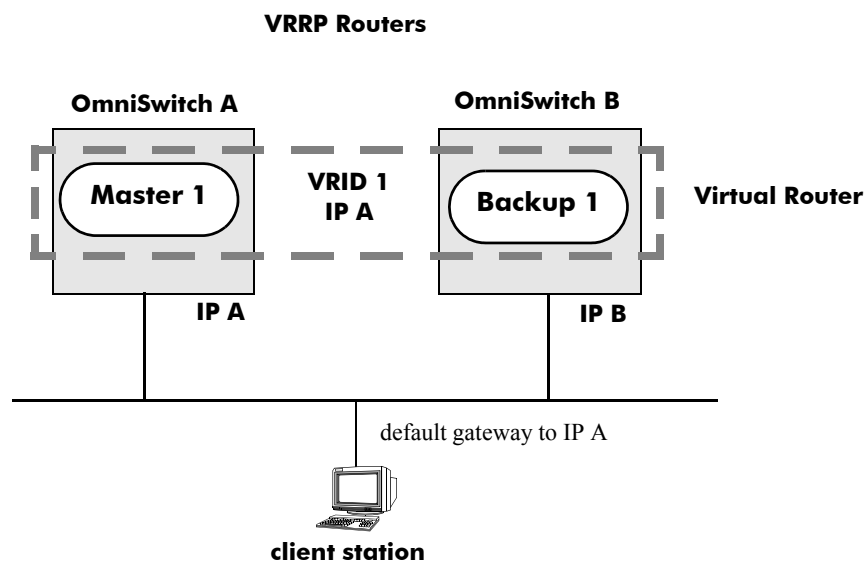 VRRP Routers
OmniSwitch A
OmniSwitch B
Master 1
VRID 1
IP A
Backup 1
Virtual Router
IP A
IP B
default gateway to IP A
client station